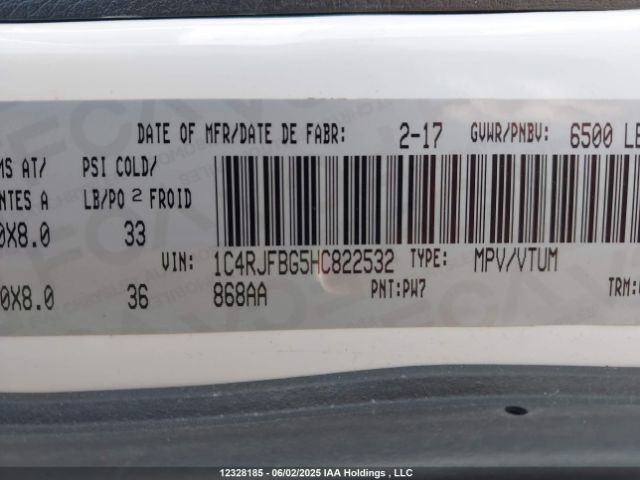 DATE OF MFR/DATE DE FABR: 2-17 GVWR/PNBV: 6500 LB
MS AT/ PSI COLD/
NTES A LB/PO 2 FROID
0X8.0 33
VIN: 1C4RJFBG5HC822532 TYPE: MPV/VTUM
0X8.0 36 868AA PNT:PW7 TRM:
12328185 - 06/02/2025 IAA Holdings , LLC